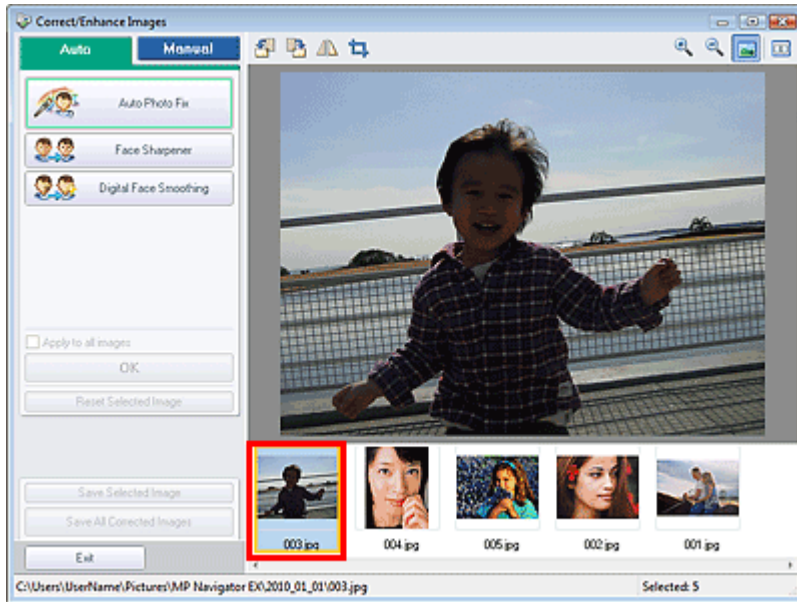 Correct/Enhance Images
Auto
Manual
Auto Photo Fix
Face Sharpener
Digital Face Smoothing
Apply to all images
OK
Reset Selected Image
Save Selected Image
Save All Corrected Images
Exit
003.jpg
004.jpg
005.jpg
002.jpg
001.jpg
C:\Users\UserName\Pictures\MP Navigator EX\2010_01_01\003.jpg
Selected: 5